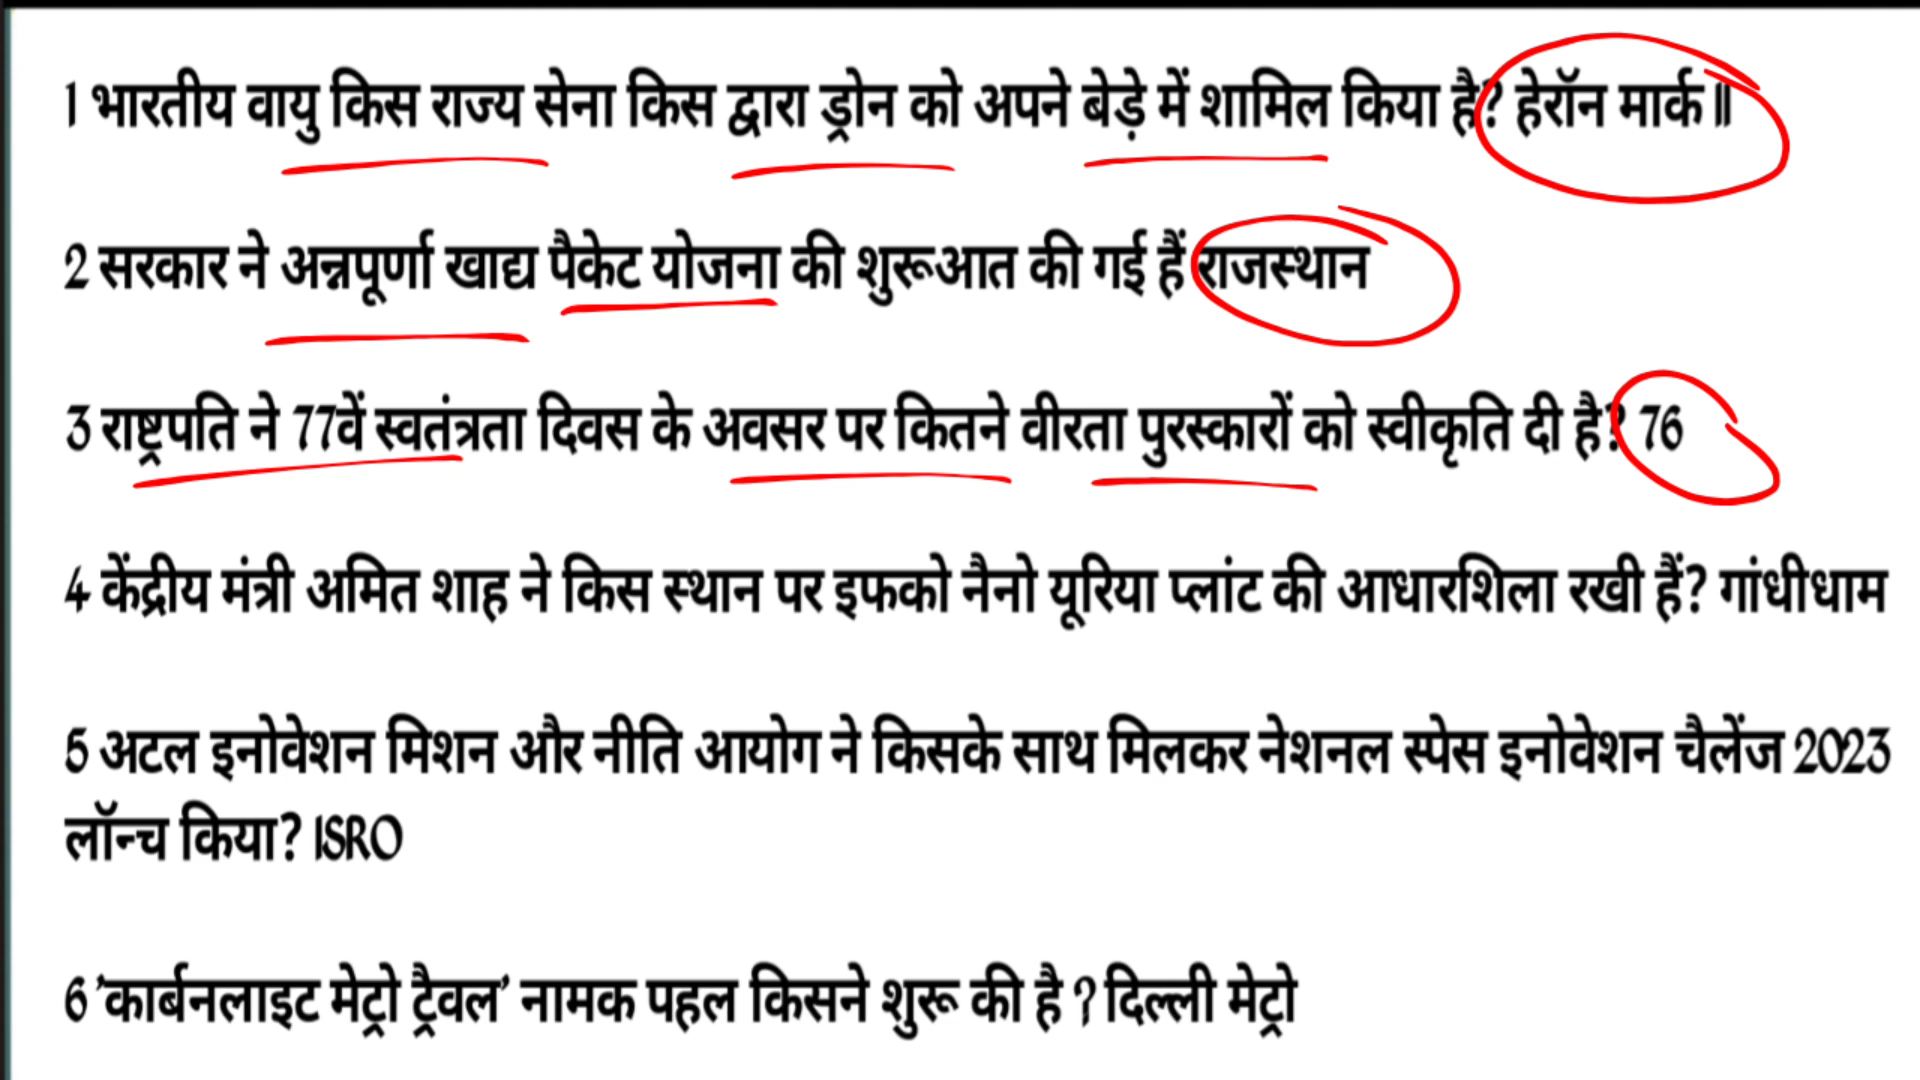 1 भारतीय वायु किस राज्य सेना किस द्वारा ड्रोन को अपने बेड़े में शामिल किया है? हेरॉन मार्क II
2 सरकार ने अन्नपूर्णा खाद्य पैकेट योजना की शुरूआत की गई हैं राजस्थान
3 राष्ट्रपति ने 77वें स्वतंत्रता दिवस के अवसर पर कितने वीरता पुरस्कारों को स्वीकृति दी है? 76
4 केंद्रीय मंत्री अमित शाह ने किस स्थान पर इफको नैनो यूरिया प्लांट की आधारशिला रखी हैं? गांधीधाम
5 अटल इनोवेशन मिशन और नीति आयोग ने किसके साथ मिलकर नेशनल स्पेस इनोवेशन चैलेंज 2023
लॉन्च किया? ISRO
6 'कार्बनलाइट मेट्रो ट्रैवल' नामक पहल किसने शुरू की है ? दिल्ली मेट्रो